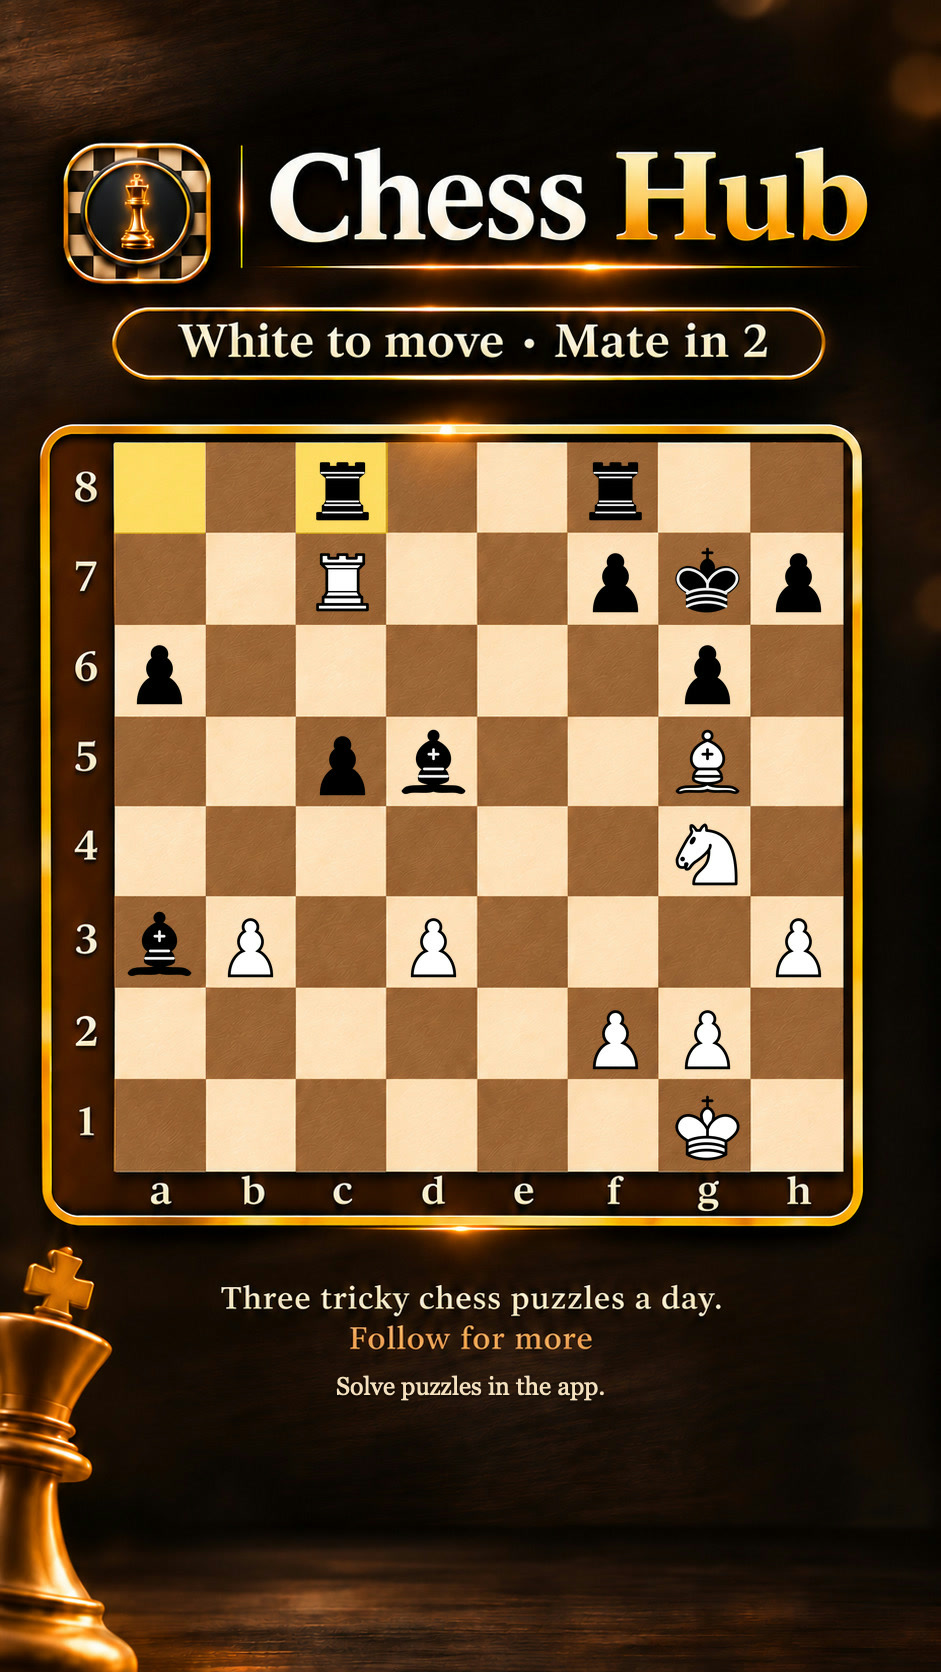 Chess Hub
White to move • Mate in 2
8
7
6
5
4
3
2
1
a b c d e f g h
Three tricky chess puzzles a day.
Follow for more
Solve puzzles in the app.